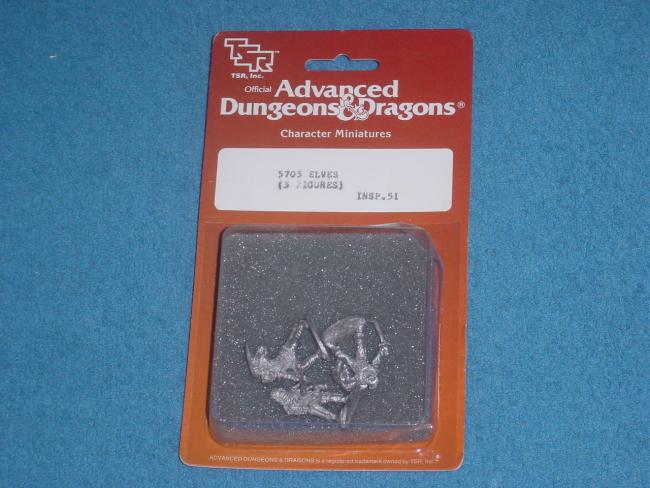 TSR™
TSR, Inc.
Official Advanced
Dungeons & Dragons®
Character Miniatures
5703 ELVES
(3 FIGURES)
INSP.51
ADVANCED DUNGEONS & DRAGONS is a registered trademark owned by TSR, Inc.